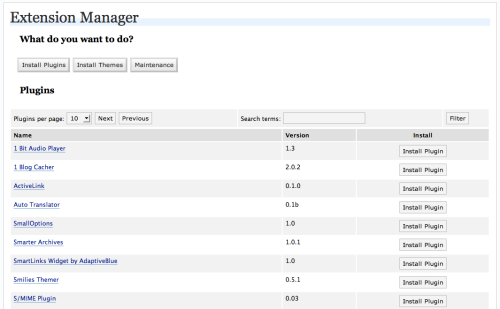 Extension Manager
What do you want to do?
Install Plugins Install Themes Maintenance
Plugins
Plugins per page: 10 Next Previous Search terms: Filter
Name Version Install
1 Bit Audio Player 1.3 Install Plugin
1 Blog Cacher 2.0.2 Install Plugin
ActiveLink 0.1.0 Install Plugin
Auto Translator 0.1b Install Plugin
SmallOptions 1.0 Install Plugin
Smarter Archives 1.0.1 Install Plugin
SmartLinks Widget by AdaptiveBlue 1.0 Install Plugin
Smilies Themer 0.5.1 Install Plugin
S/MIME Plugin 0.03 Install Plugin